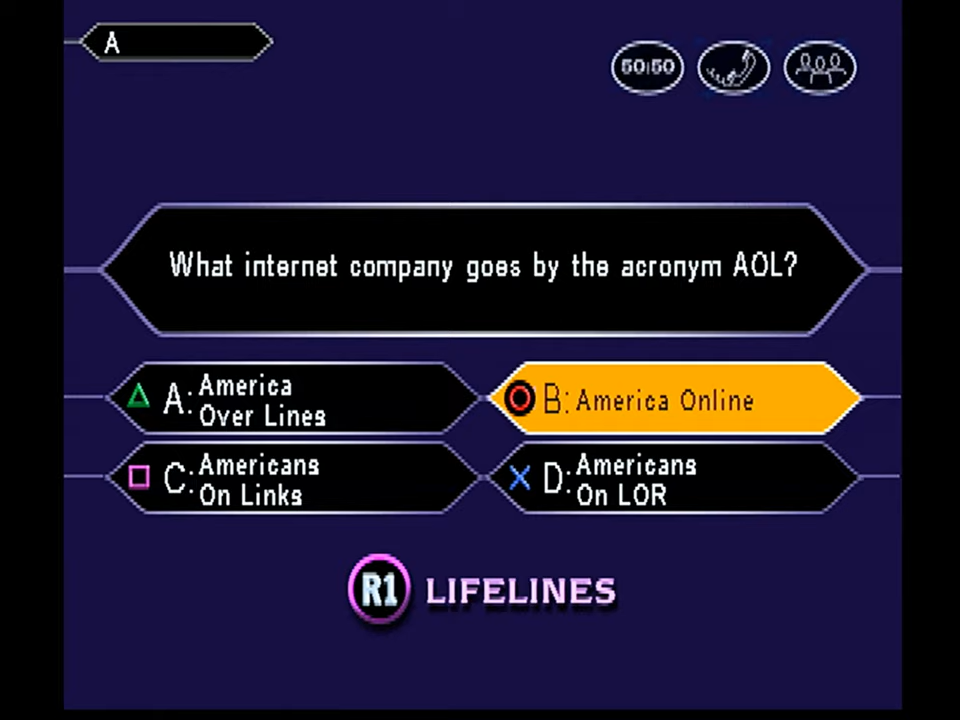 A
50:50
What internet company goes by the acronym AOL?
A: America
Over Lines
B: America Online
C: Americans
On Links
D: Americans
On LOR
R1 LIFELINES